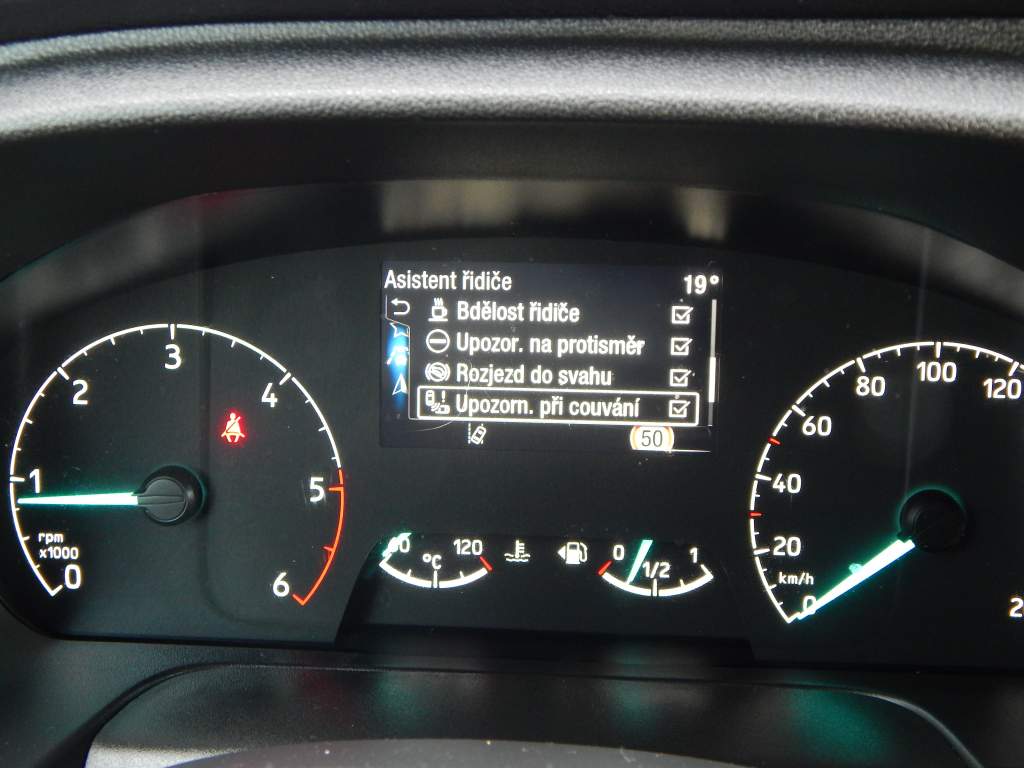 Asistent řidiče 19°
Bdělost řidiče
Upozor. na protisměr
Rozjezd do svahu
Upozorn. při couvání
50
0
1
2
3
4
5
6
rpm
x1000
60 120
°C
0 1/2 1
0
20
40
60
80
100
120
km/h